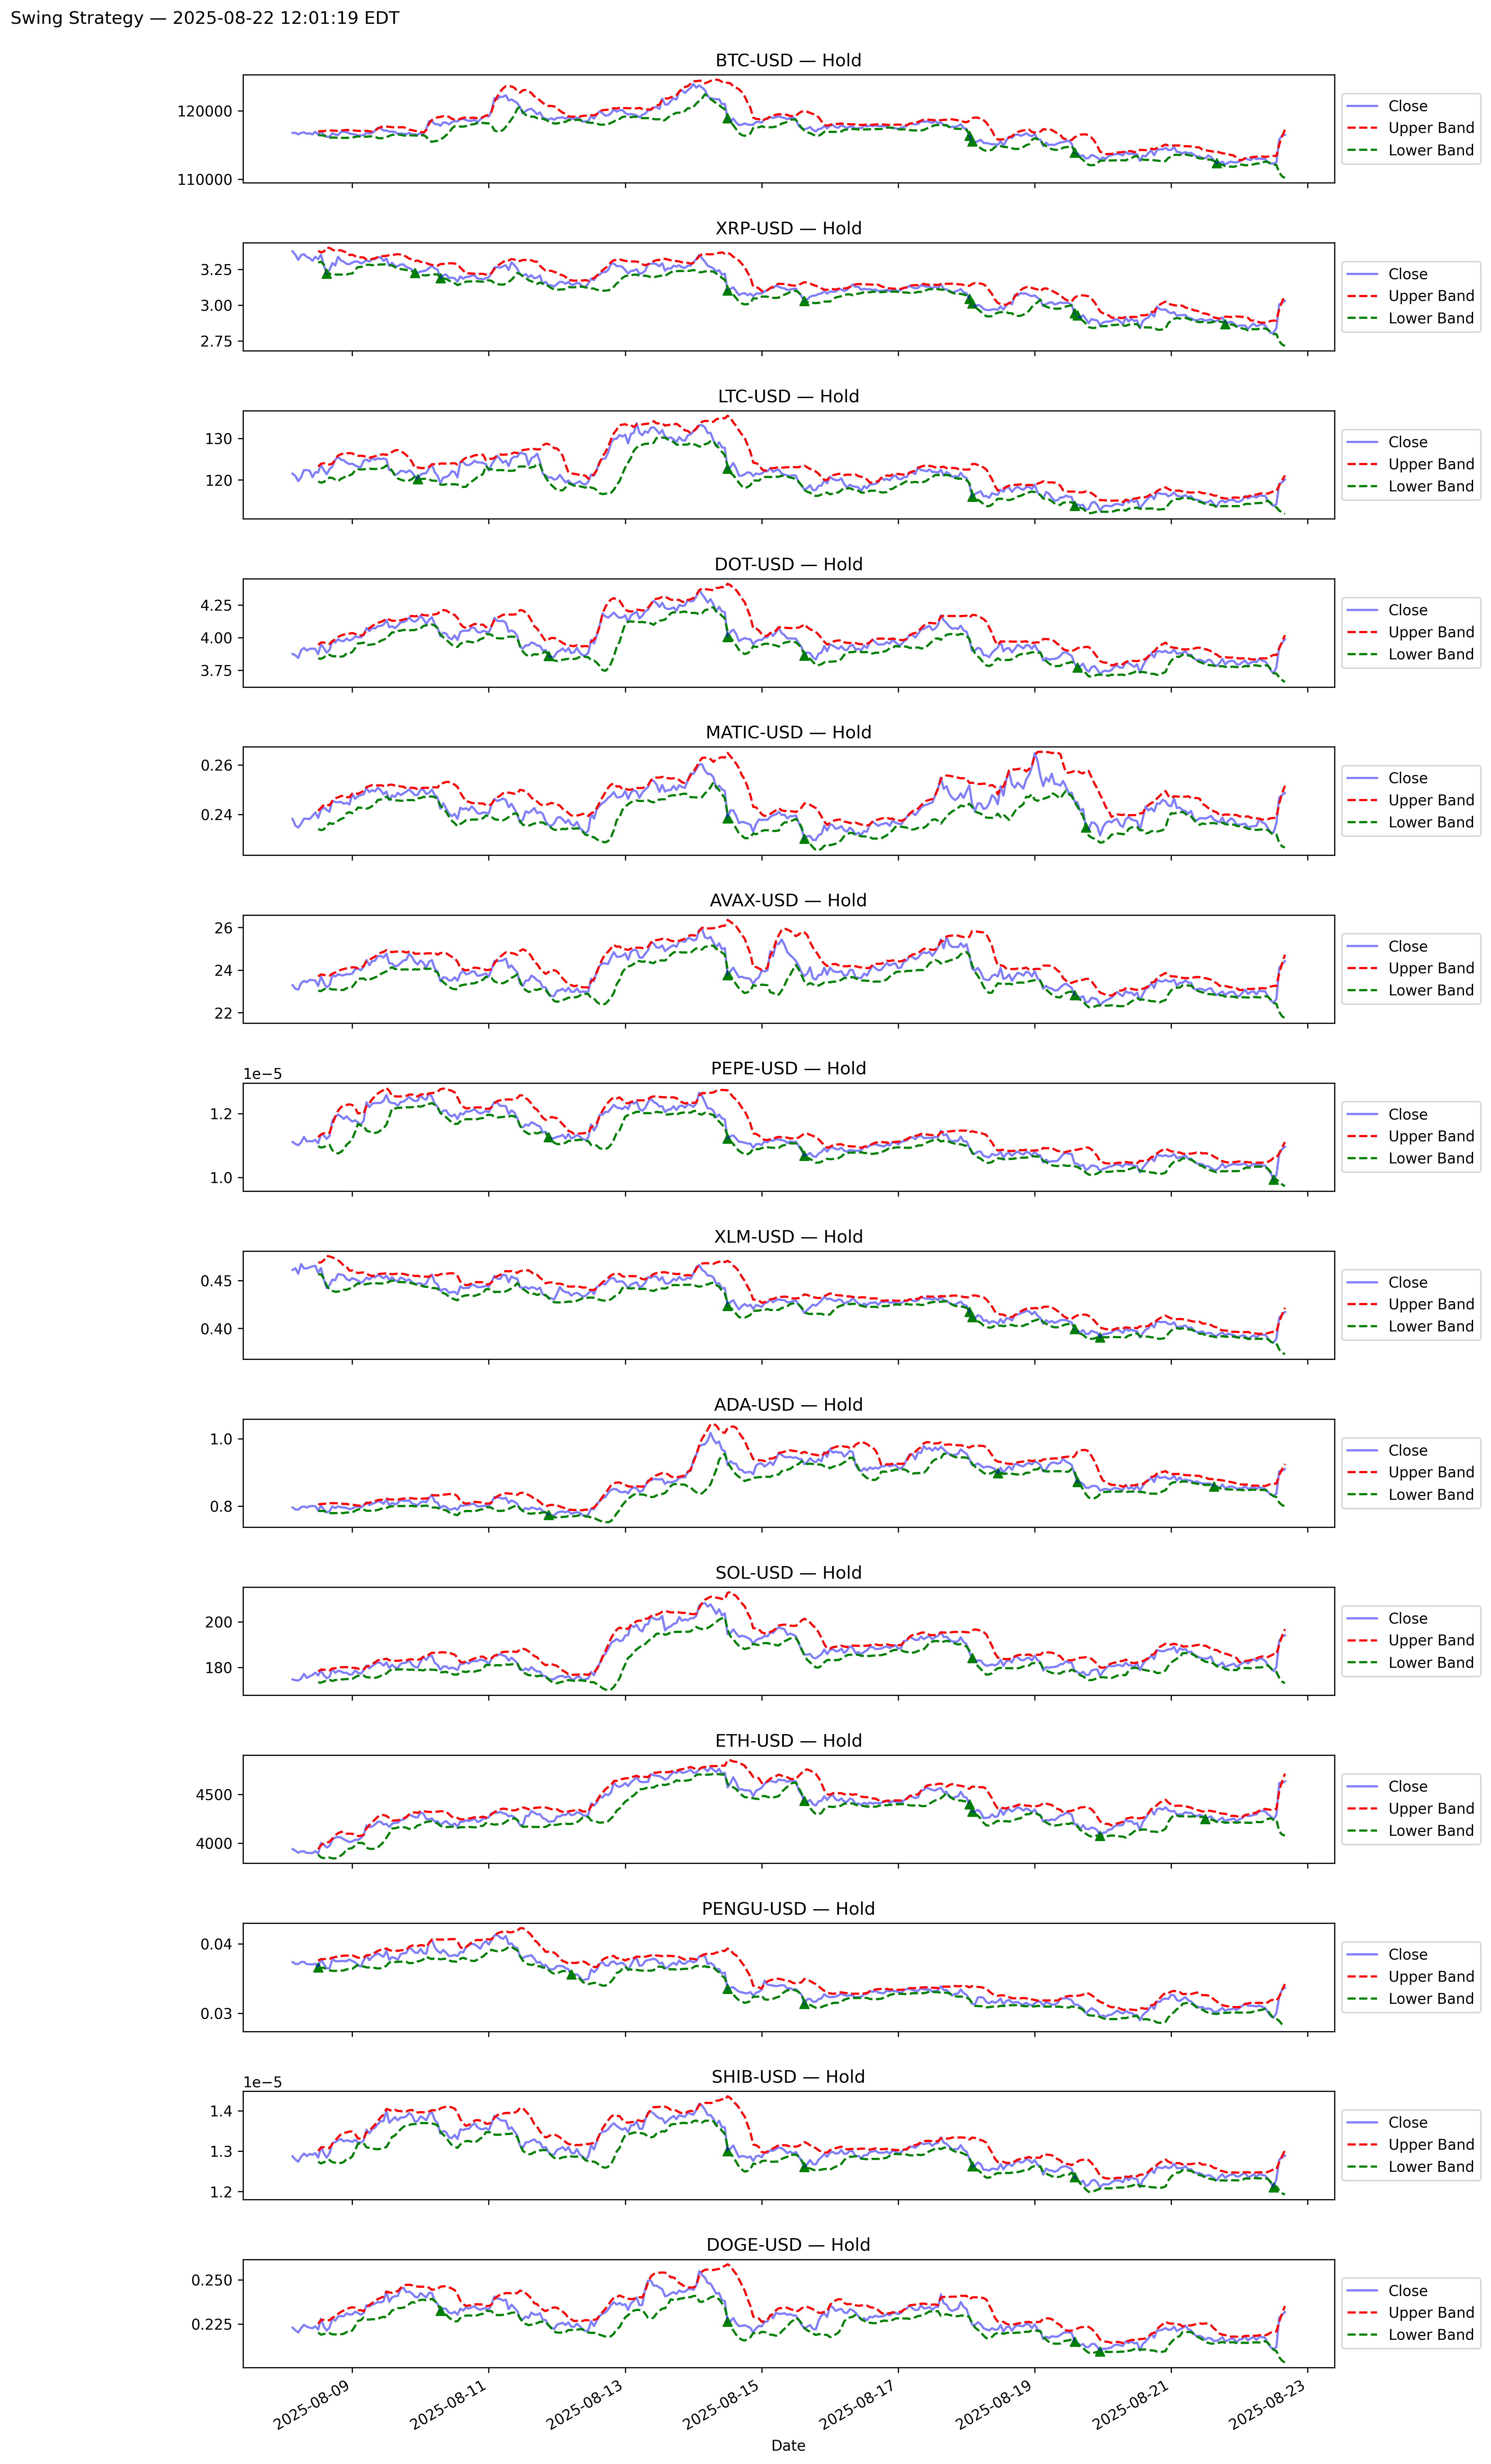 Swing Strategy — 2025-08-22 12:01:19 EDT
BTC-USD — Hold
120000
110000
Close
Upper Band
Lower Band
XRP-USD — Hold
3.25
3.00
2.75
Close
Upper Band
Lower Band
LTC-USD — Hold
130
120
Close
Upper Band
Lower Band
DOT-USD — Hold
4.25
4.00
3.75
Close
Upper Band
Lower Band
MATIC-USD — Hold
0.26
0.24
Close
Upper Band
Lower Band
AVAX-USD — Hold
26
24
22
Close
Upper Band
Lower Band
PEPE-USD — Hold
1e−5
1.2
1.0
Close
Upper Band
Lower Band
XLM-USD — Hold
0.45
0.40
Close
Upper Band
Lower Band
ADA-USD — Hold
1.0
0.8
Close
Upper Band
Lower Band
SOL-USD — Hold
200
180
Close
Upper Band
Lower Band
ETH-USD — Hold
4500
4000
Close
Upper Band
Lower Band
PENGU-USD — Hold
0.04
0.03
Close
Upper Band
Lower Band
SHIB-USD — Hold
1e−5
1.4
1.3
1.2
Close
Upper Band
Lower Band
DOGE-USD — Hold
0.250
0.225
Close
Upper Band
Lower Band
2025-08-09
2025-08-11
2025-08-13
2025-08-15
2025-08-17
2025-08-19
2025-08-21
2025-08-23
Date